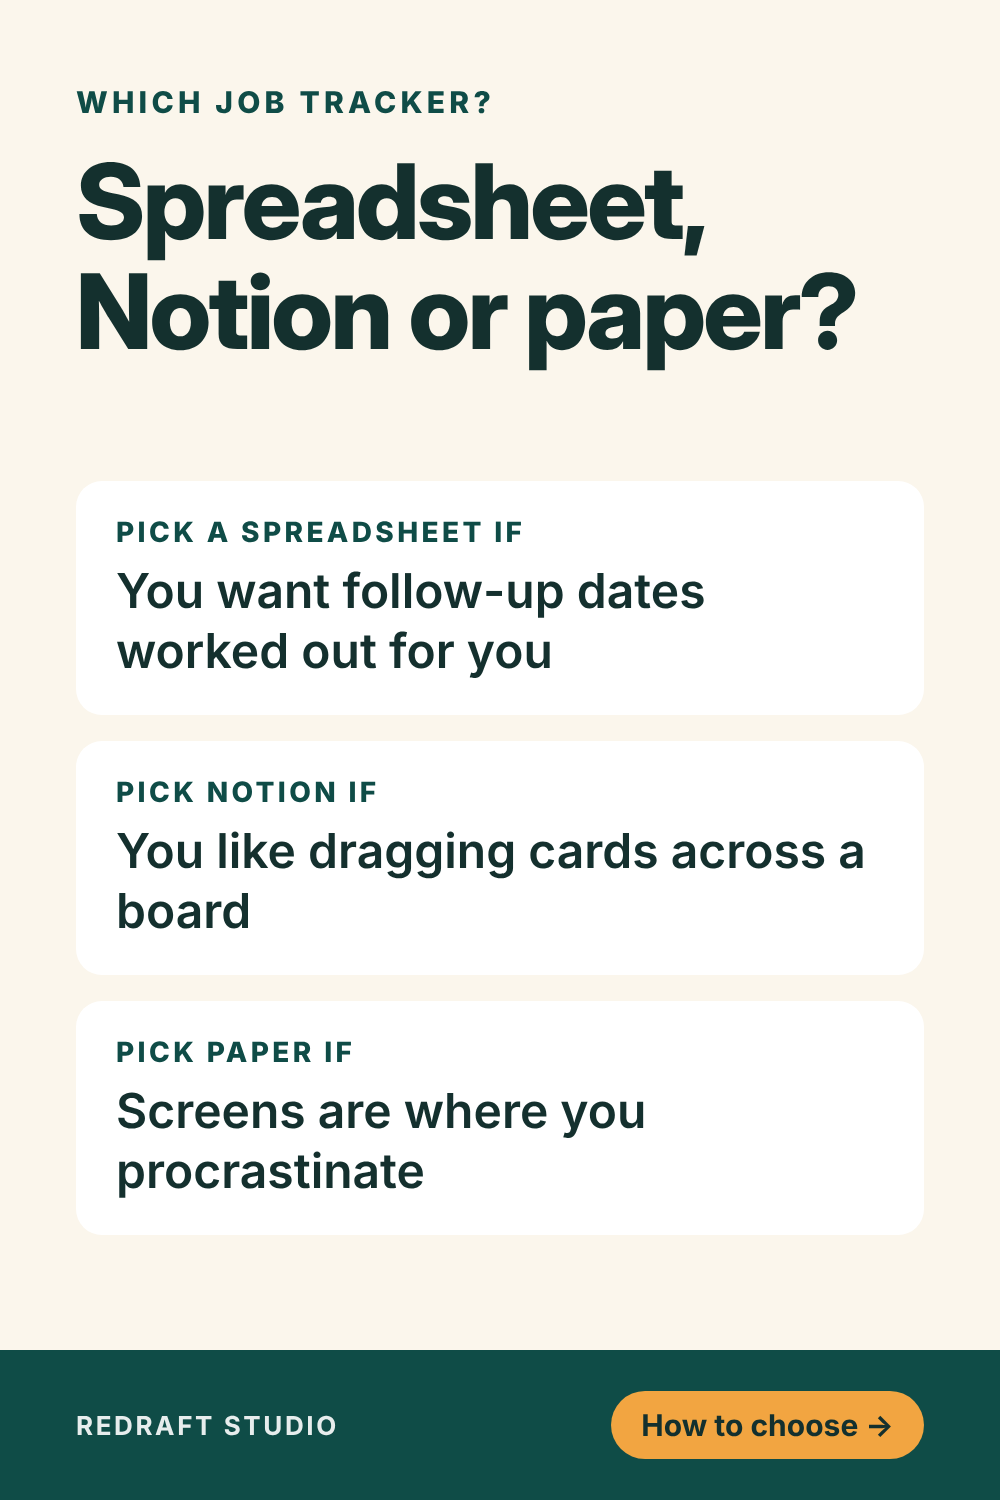 WHICH JOB TRACKER?
Spreadsheet,
Notion or paper?
PICK A SPREADSHEET IF
You want follow-up dates
worked out for you
PICK NOTION IF
You like dragging cards across a
board
PICK PAPER IF
Screens are where you
procrastinate
REDRAFT STUDIO
How to choose →